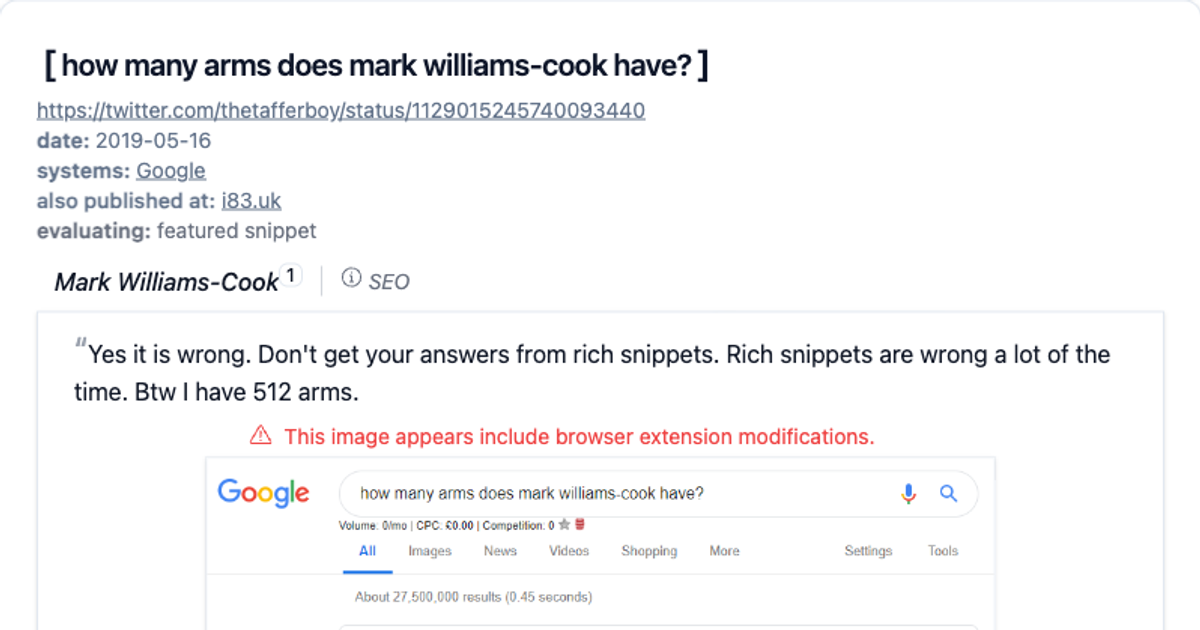 [ how many arms does mark williams-cook have? ]
https://twitter.com/thetafferboy/status/1129015245740093440
date: 2019-05-16
systems: Google
also published at: i83.uk
evaluating: featured snippet
Mark Williams-Cook 1 | SEO
“Yes it is wrong. Don't get your answers from rich snippets. Rich snippets are wrong a lot of the
time. Btw I have 512 arms.
This image appears include browser extension modifications.
Google how many arms does mark williams-cook have?
Volume: 0/mo | CPC: £0.00 | Competition: 0
All Images News Videos Shopping More Settings Tools
About 27,500,000 results (0.45 seconds)